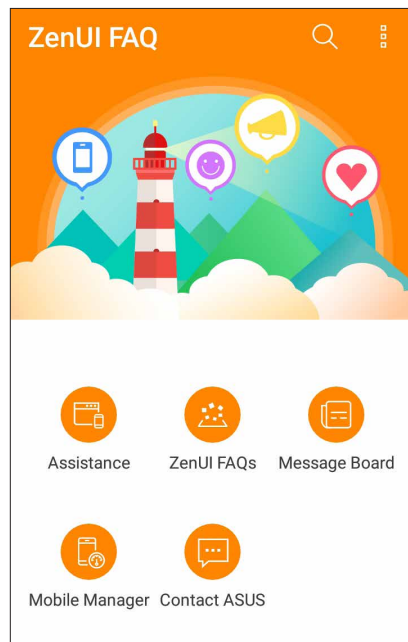 ZenUI FAQ
Assistance
ZenUI FAQs
Message Board
Mobile Manager
Contact ASUS